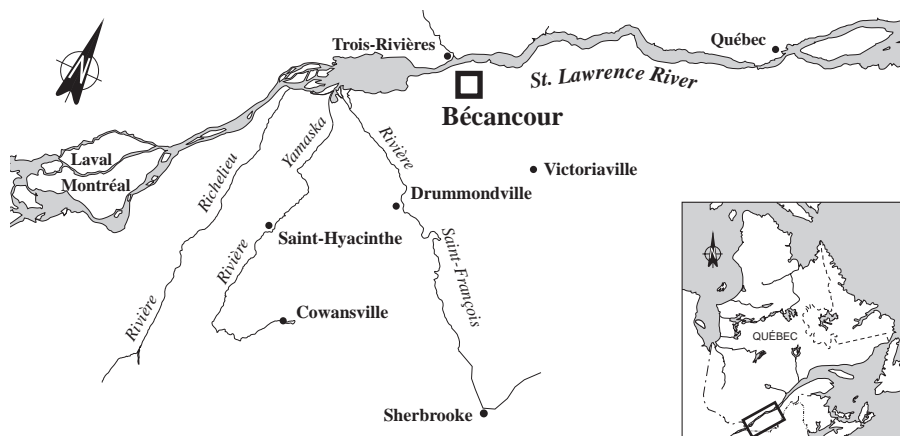 Trois-Rivières
Québec
St. Lawrence River
Bécancour
Laval
Montréal
Richelieu
Rivière
Yamaska
Rivière
Rivière
Saint-François
Victoriaville
Drummondville
Saint-Hyacinthe
Cowansville
Sherbrooke
QUÉBEC